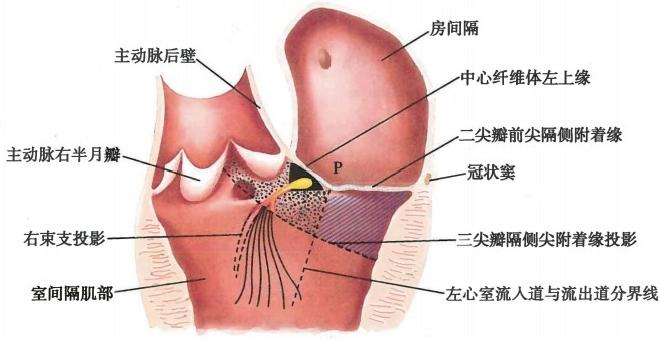 房间隔
主动脉后壁
中心纤维体左上缘
二尖瓣前尖隔侧附着缘
主动脉右半月瓣
P
冠状窦
右束支投影
三尖瓣隔侧尖附着缘投影
室间隔肌部
左心室流人道与流出道分界线